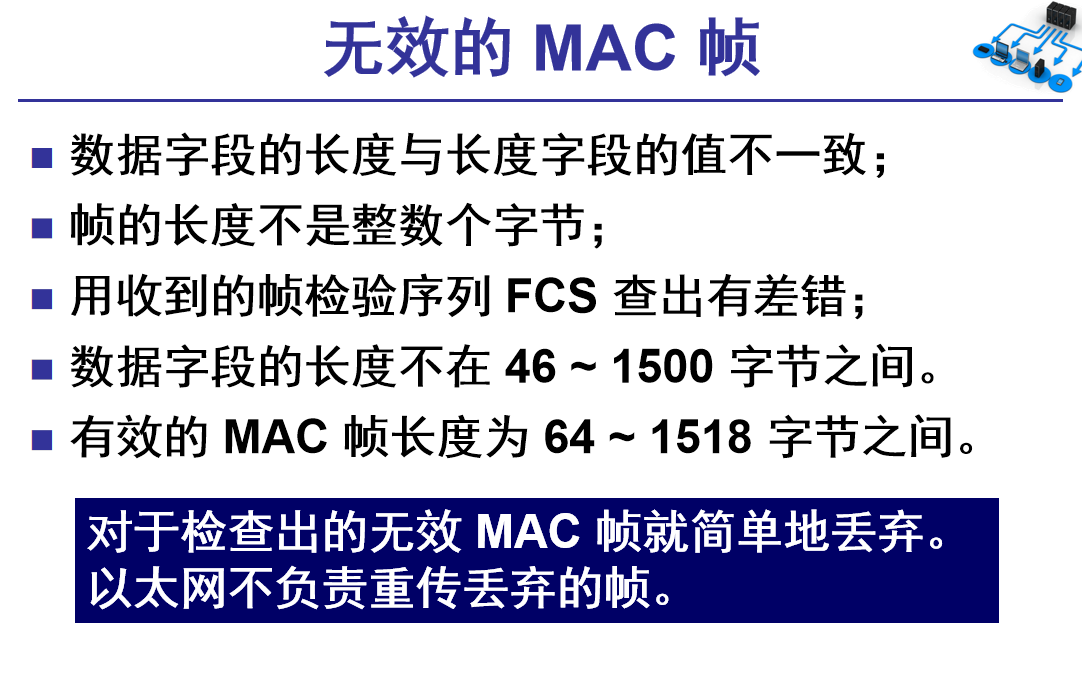 无效的 MAC 帧
数据字段的长度与长度字段的值不一致；
帧的长度不是整数个字节；
用收到的帧检验序列 FCS 查出有差错；
数据字段的长度不在 46 ~ 1500 字节之间。
有效的 MAC 帧长度为 64 ~ 1518 字节之间。
对于检查出的无效 MAC 帧就简单地丢弃。
以太网不负责重传丢弃的帧。